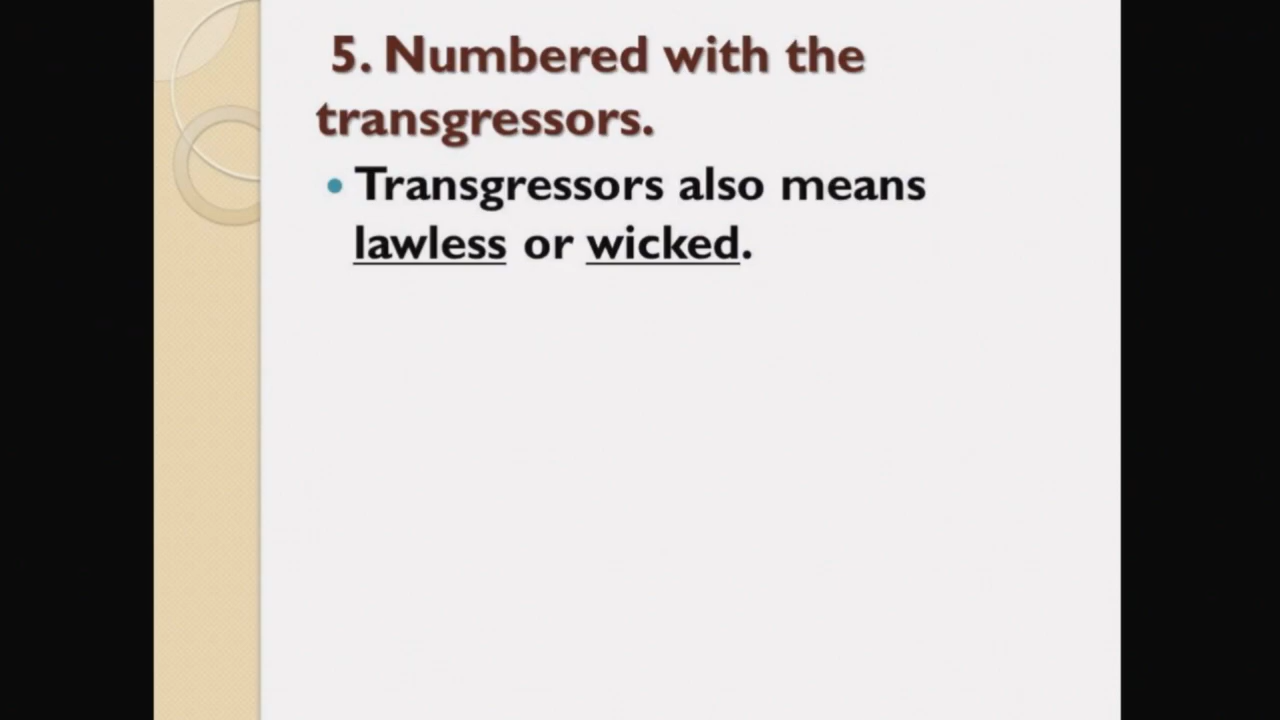 5. Numbered with the
transgressors.
• Transgressors also means
lawless or wicked.